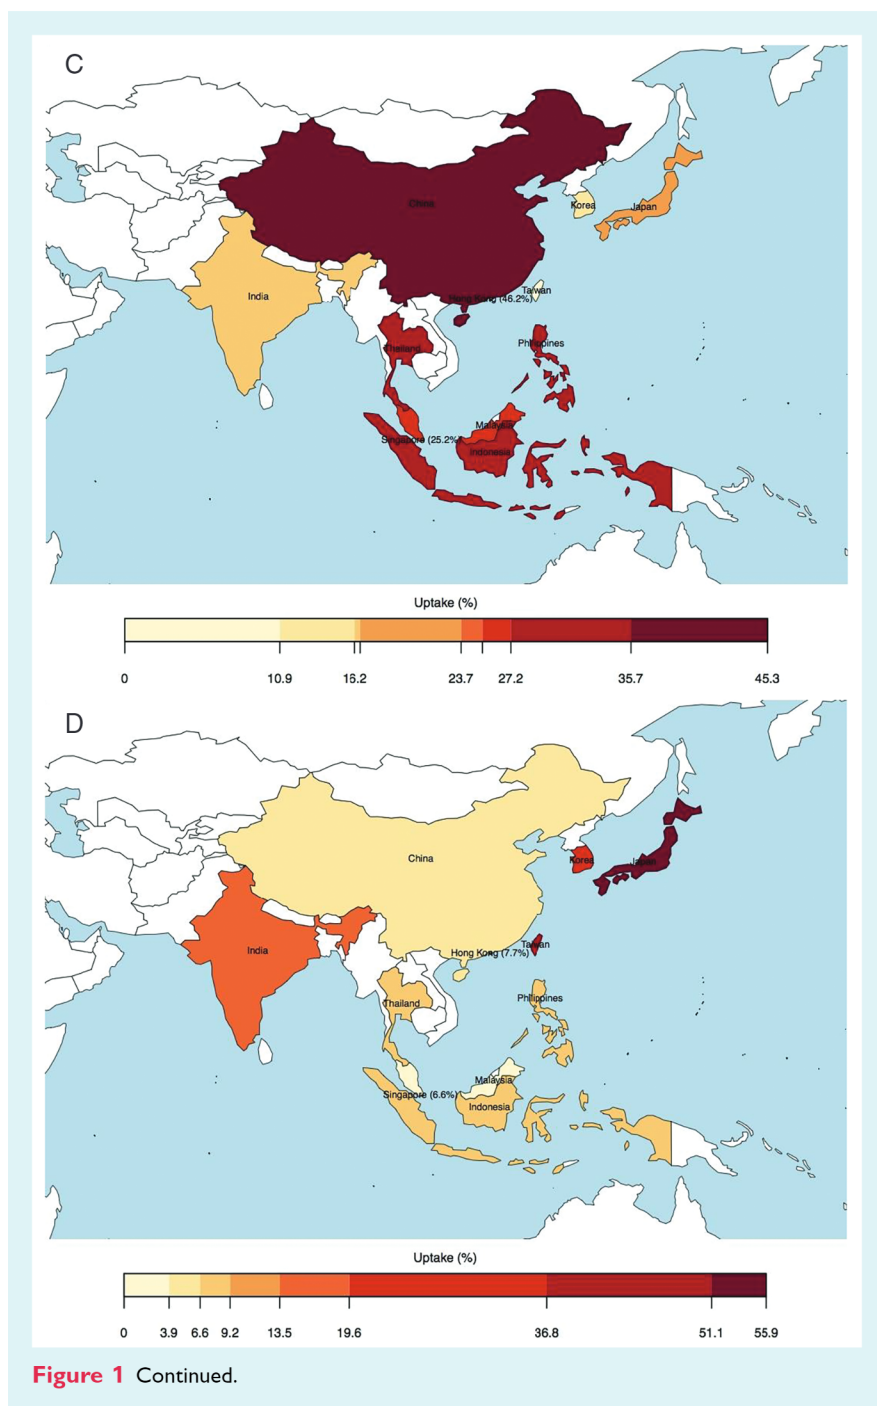 C
China
Korea
Japan
India
Taiwan
Hong Kong (46.2%)
Thailand
Philippines
Malaysia
Singapore (25.2%)
Indonesia
Uptake (%)
0 10.9 16.2 23.7 27.2 35.7 45.3
D
China
Korea
Japan
India
Taiwan
Hong Kong (7.7%)
Thailand
Philippines
Malaysia
Singapore (6.6%)
Indonesia
Uptake (%)
0 3.9 6.6 9.2 13.5 19.6 36.8 51.1 55.9
Figure 1 Continued.